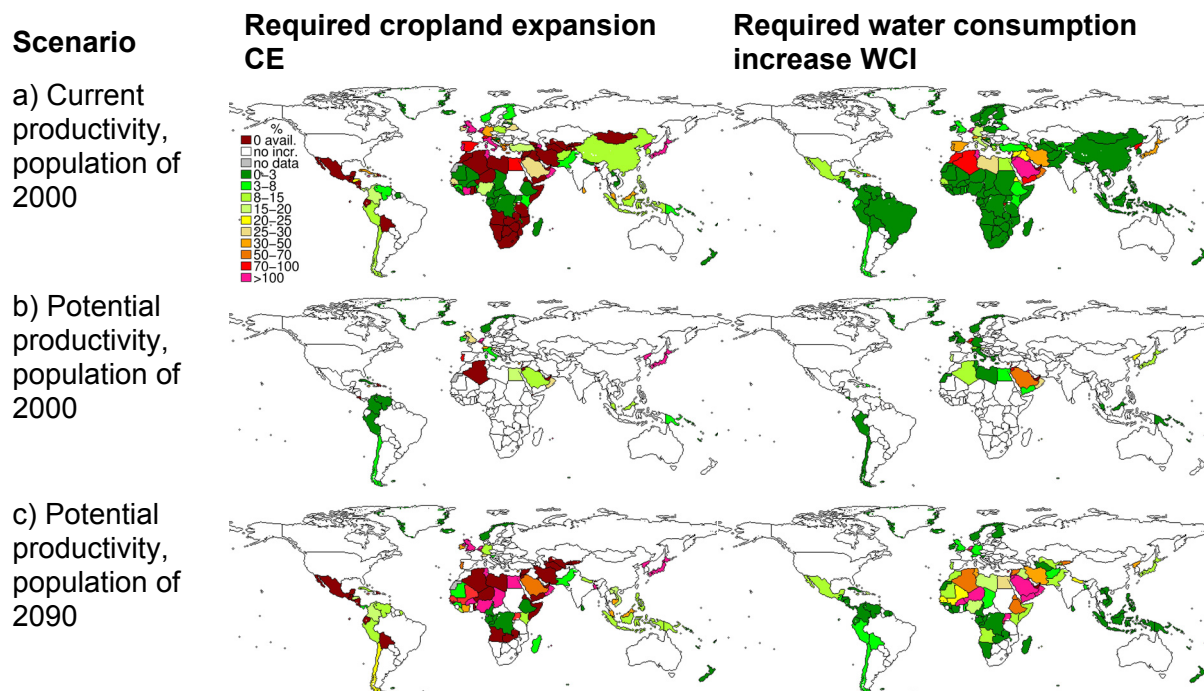 Scenario
Required cropland expansion
CE
Required water consumption
increase WCI
a) Current
productivity,
population of
2000
%
0 avail.
no incr.
no data
0-3
3-8
8-15
15-20
20-25
25-30
30-50
50-70
70-100
>100
b) Potential
productivity,
population of
2000
c) Potential
productivity,
population of
2090